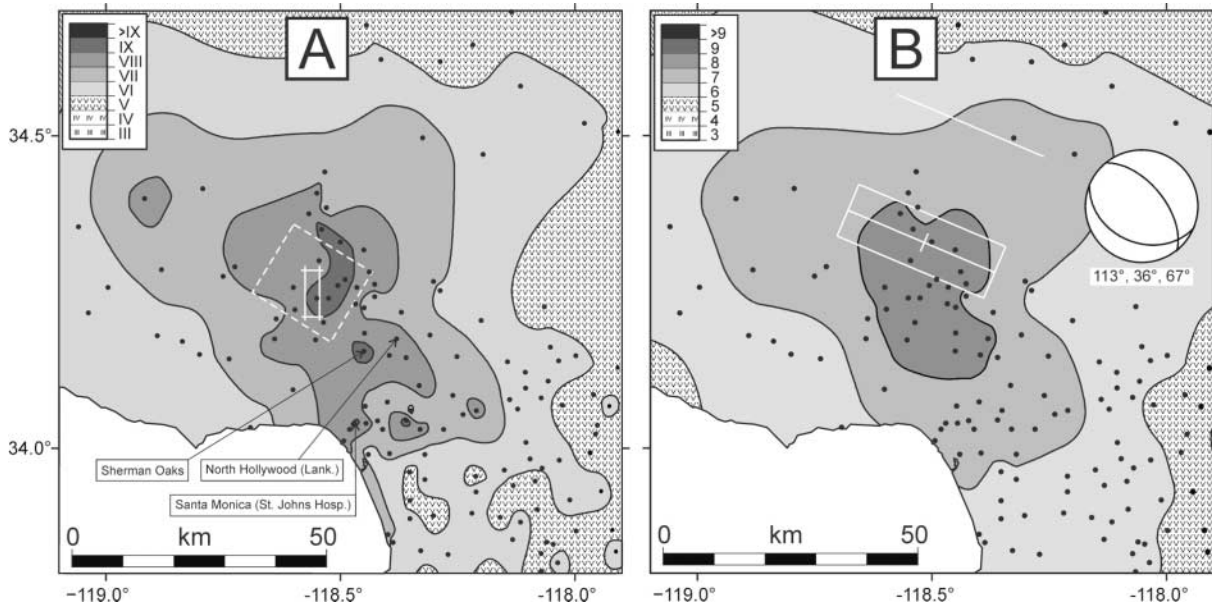 A
>IX
IX
VIII
VII
VI
V
IV
III
34.5°
34.0°
Sherman Oaks
North Hollywood (Lank.)
Santa Monica (St. Johns Hosp.)
0 km 50
−119.0° -118.5° -118.0°
B
>9
9
8
7
6
5
4
3
113°, 36°, 67°
0 km 50
−119.0° -118.5° -118.0°